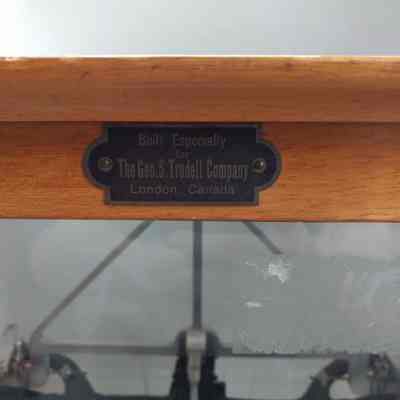 Built Especially
for
The Geo. S. Trudell Company
London, Canada